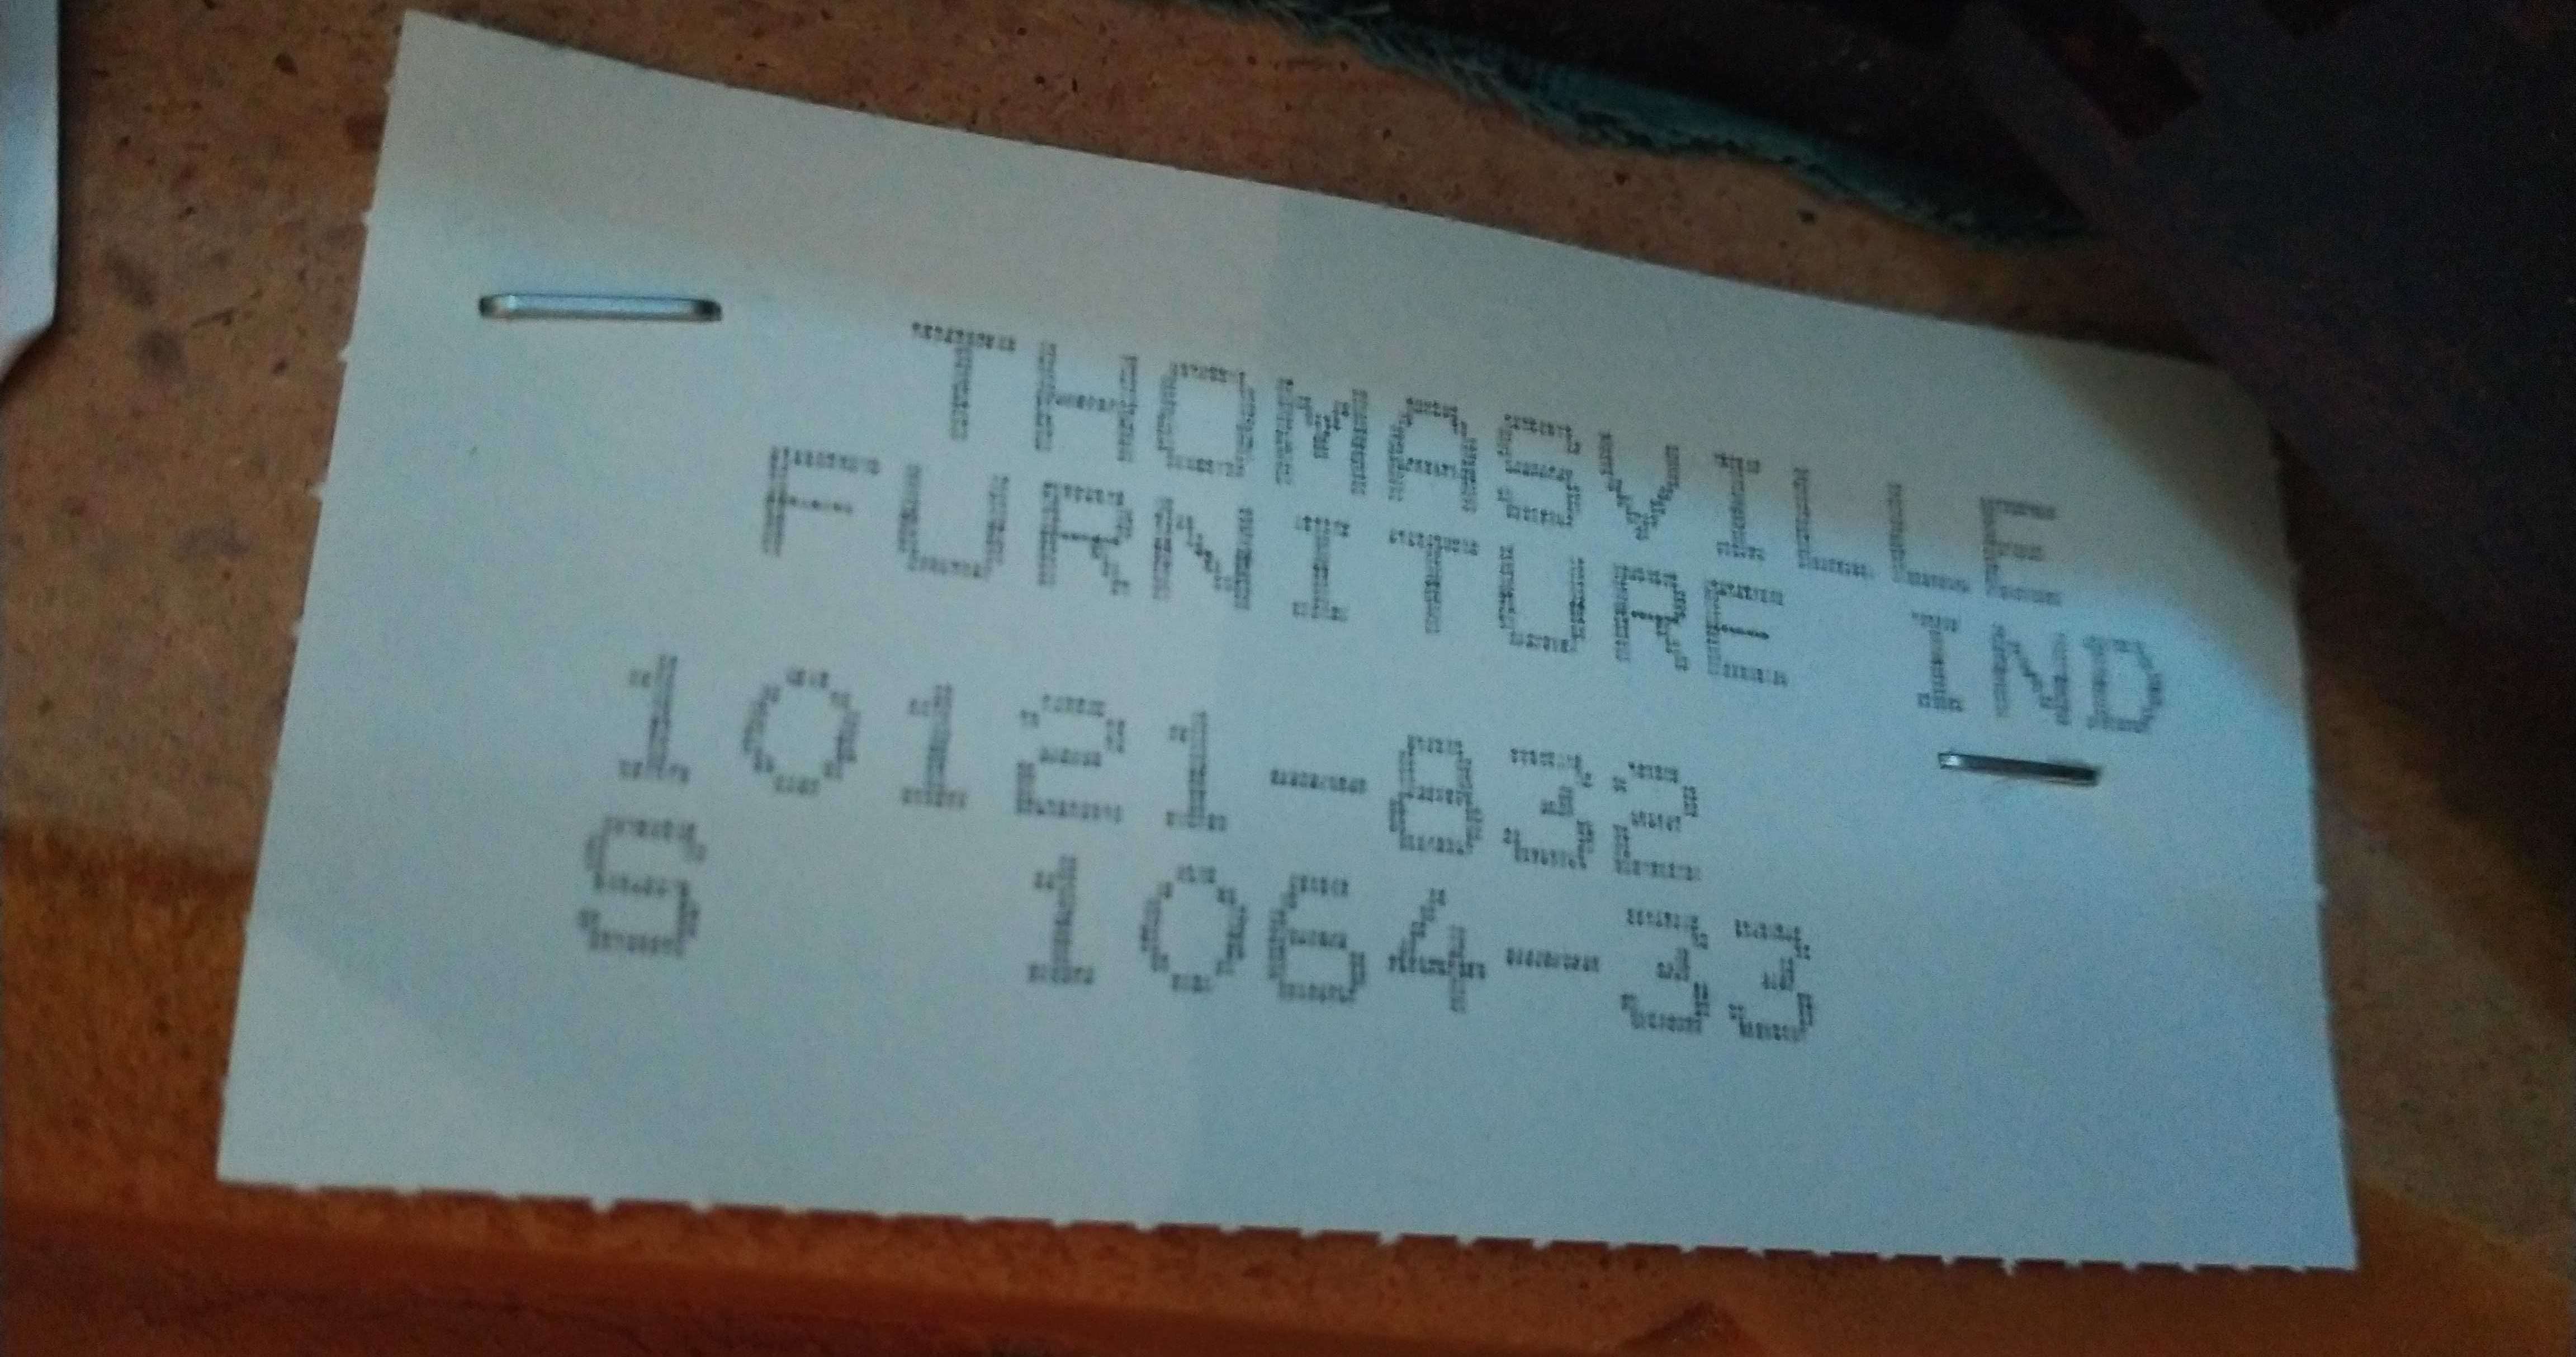 THOMASVILLE
FURNITURE IND
10121-832
S 1064-33